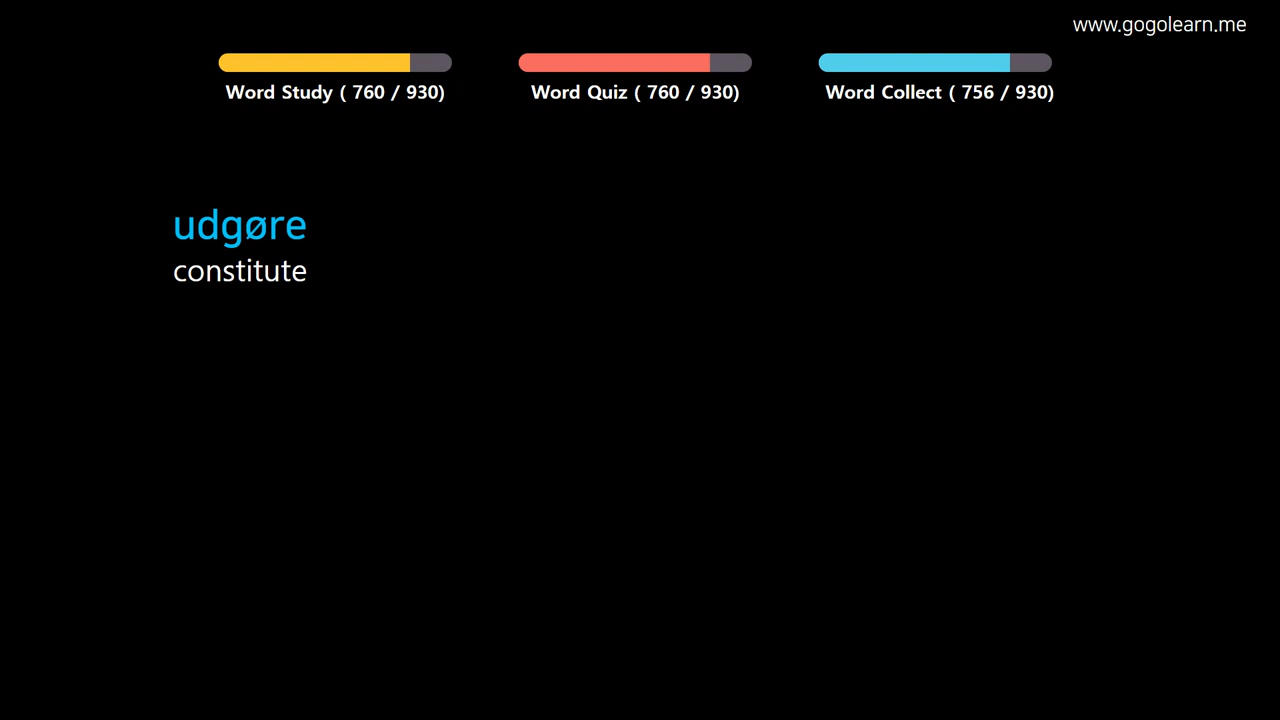 www.gogolearn.me
Word Study ( 760 / 930)
Word Quiz ( 760 / 930)
Word Collect ( 756 / 930)
udgøre
constitute